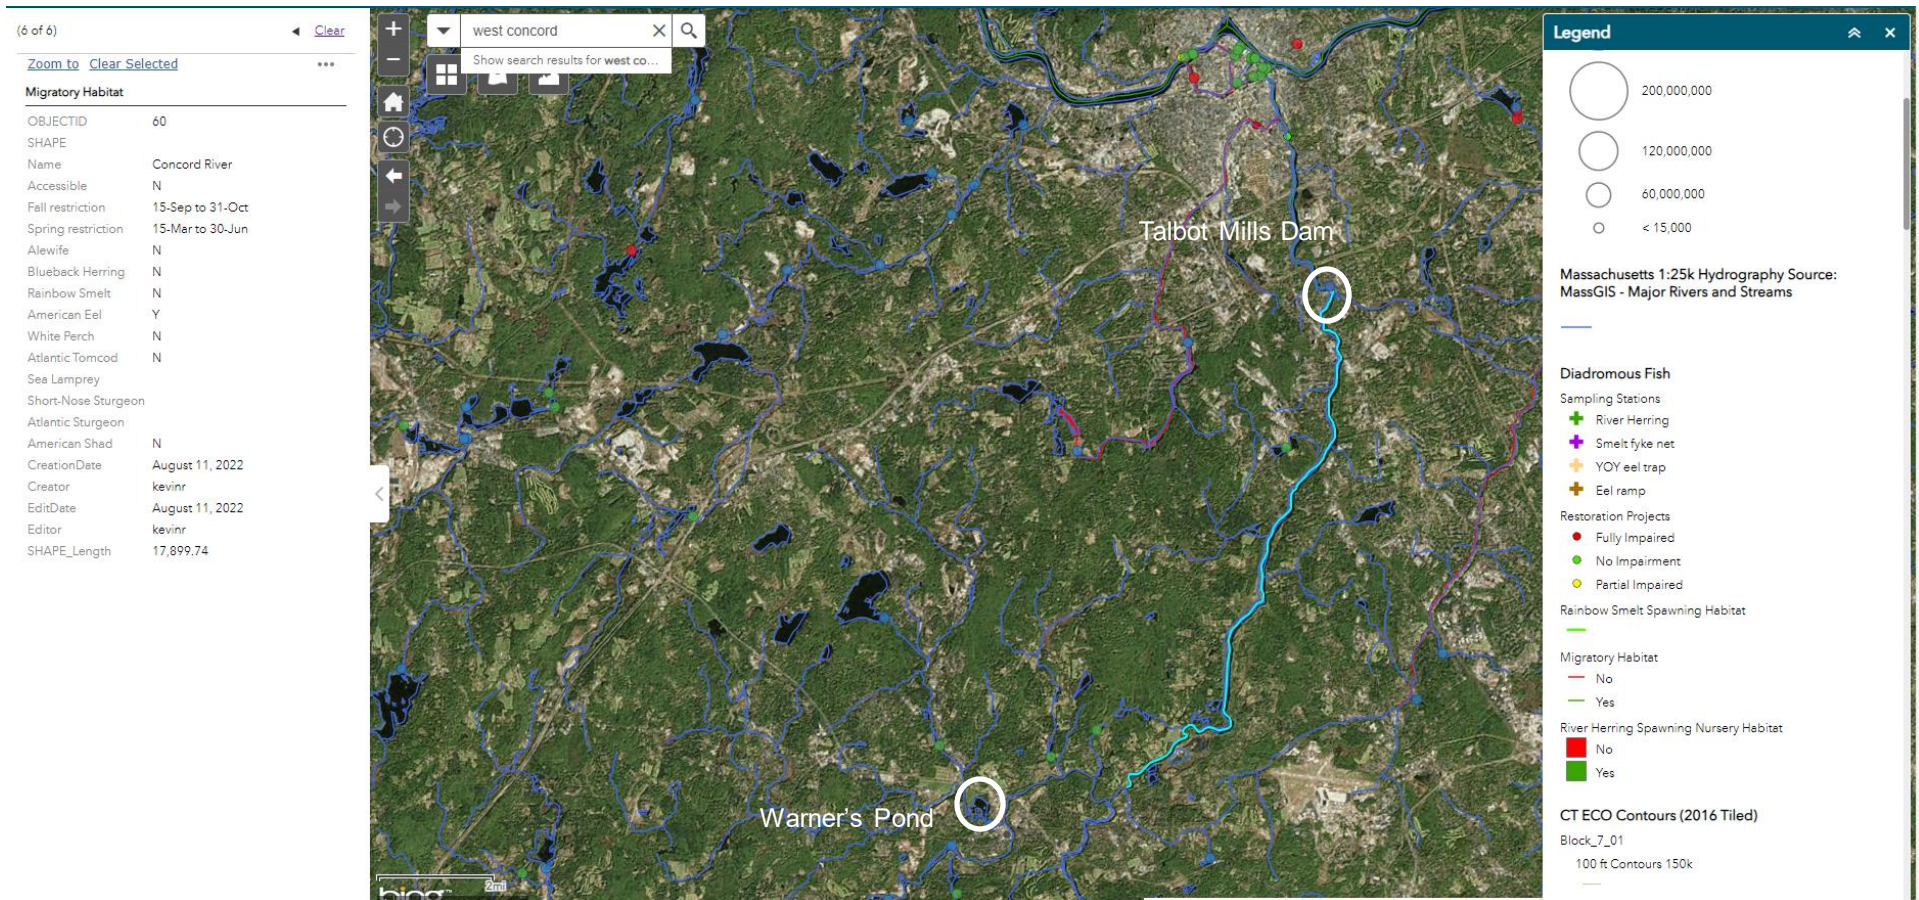 (6 of 6)
Clear
Zoom to Clear Selected
Migratory Habitat
OBJECTID 60
SHAPE
Name Concord River
Accessible N
Fall restriction 15-Sep to 31-Oct
Spring restriction 15-Mar to 30-Jun
Alewife N
Blueback Herring N
Rainbow Smelt N
American Eel Y
White Perch N
Atlantic Tomcod N
Sea Lamprey
Short-Nose Sturgeon
Atlantic Sturgeon
American Shad N
CreationDate August 11, 2022
Creator kevinr
EditDate August 11, 2022
Editor kevinr
SHAPE_Length 17,899.74
west concord
Show search results for west co...
Talbot Mills Dam
Warner's Pond
2mi
bing
Legend
200,000,000
120,000,000
60,000,000
< 15,000
Massachusetts 1:25k Hydrography Source:
MassGIS - Major Rivers and Streams
Diadromous Fish
Sampling Stations
River Herring
Smelt fyke net
YOY eel trap
Eel ramp
Restoration Projects
Fully Impaired
No Impairment
Partial Impaired
Rainbow Smelt Spawning Habitat
Migratory Habitat
No
Yes
River Herring Spawning Nursery Habitat
No
Yes
CT ECO Contours (2016 Tiled)
Block_7_01
100 ft Contours 150k